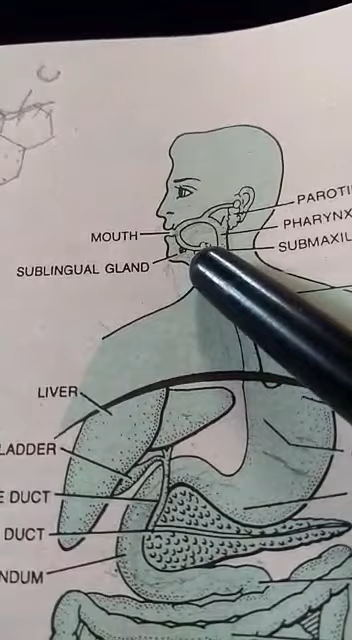 PAROTI
PHARYNX
MOUTH
SUBMAXIL
SUBLINGUAL GLAND
LIVER
LADDER
E DUCT
DUCT
NDUM